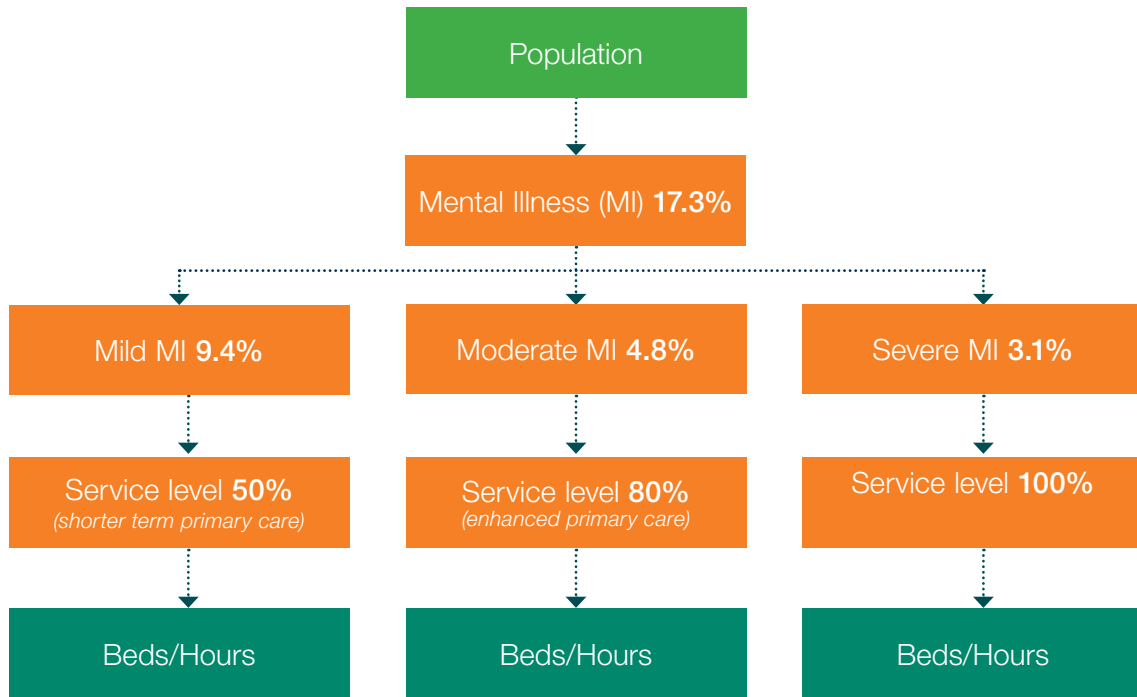 Population
Mental Illness (MI) 17.3%
Mild MI 9.4%
Moderate MI 4.8%
Severe MI 3.1%
Service level 50%
(shorter term primary care)
Service level 80%
(enhanced primary care)
Service level 100%
Beds/Hours
Beds/Hours
Beds/Hours